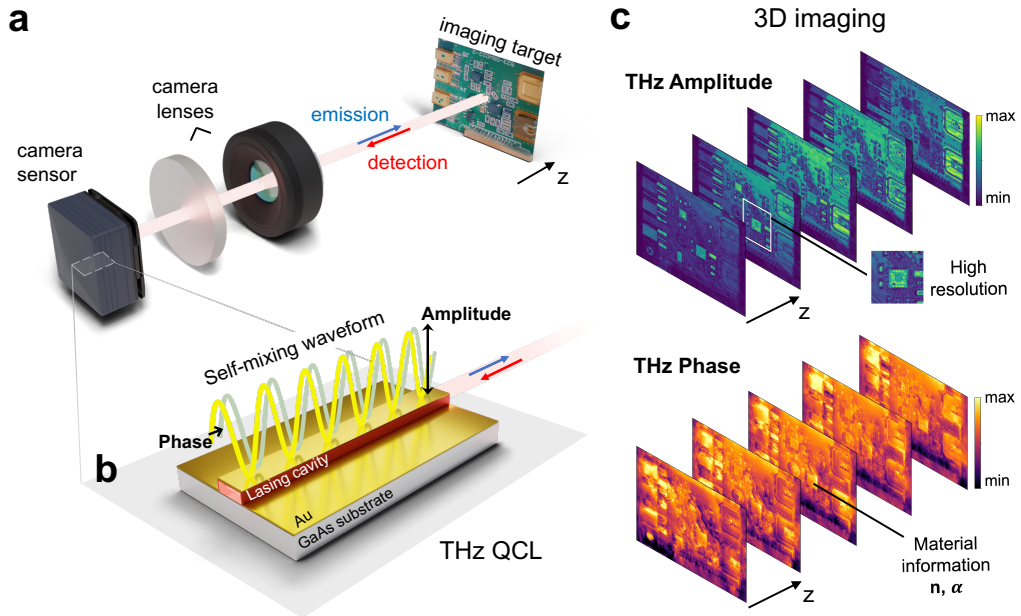 a
imaging target
camera
lenses
emission
detection
camera
sensor
z
Self-mixing waveform
Amplitude
Phase
b
Lasing cavity
Au
GaAs substrate
THz QCL
c
3D imaging
THz Amplitude
max
min
High
resolution
z
THz Phase
max
min
Material
information
n, α
z